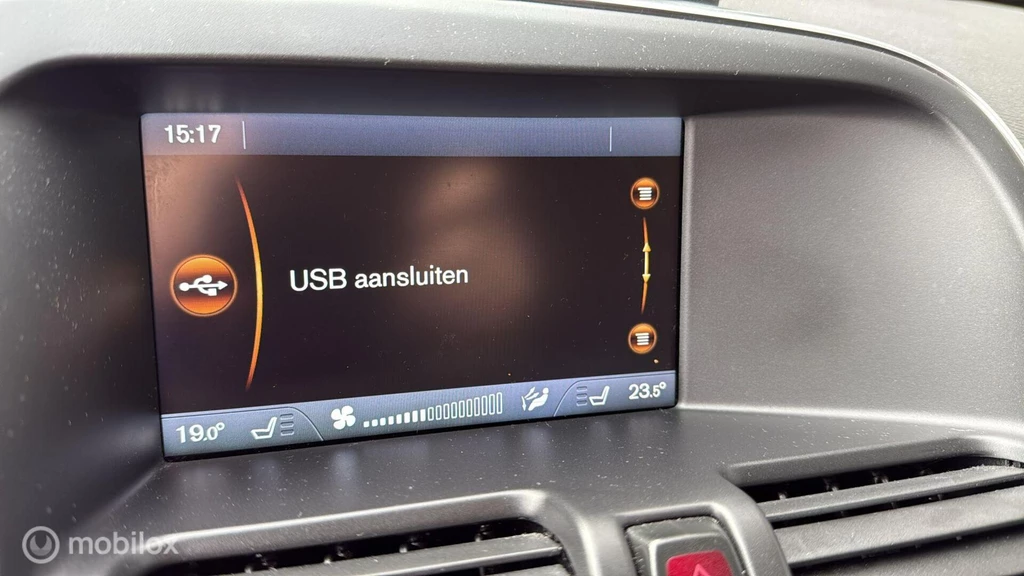 15:17
USB aansluiten
19.0°
23.5°
mobilox